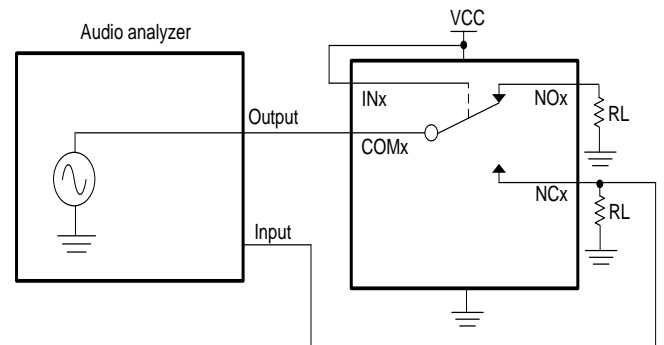 VCC
Audio analyzer
INx
NOx
RL
Output
COMx
NCx
RL
Input